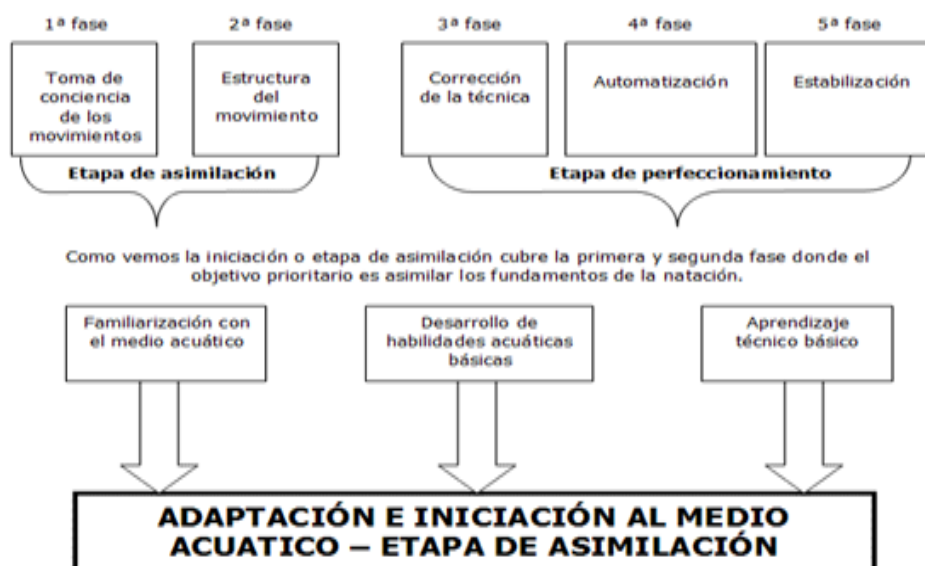 1ª fase
2ª fase
3ª fase
4ª fase
5ª fase
Toma de
conciencia
de los
movimientos
Estructura
del
movimiento
Corrección
de la técnica
Automatización
Estabilización
Etapa de asimilación
Etapa de perfeccionamiento
Como vemos la iniciación o etapa de asimilación cubre la primera y segunda fase donde el
objetivo prioritario es asimilar los fundamentos de la natación.
Familiarización con
el medio acuático
Desarrollo de
habilidades acuáticas
básicas
Aprendizaje
técnico básico
ADAPTACIÓN E INICIACIÓN AL MEDIO
ACUATICO – ETAPA DE ASIMILACIÓN